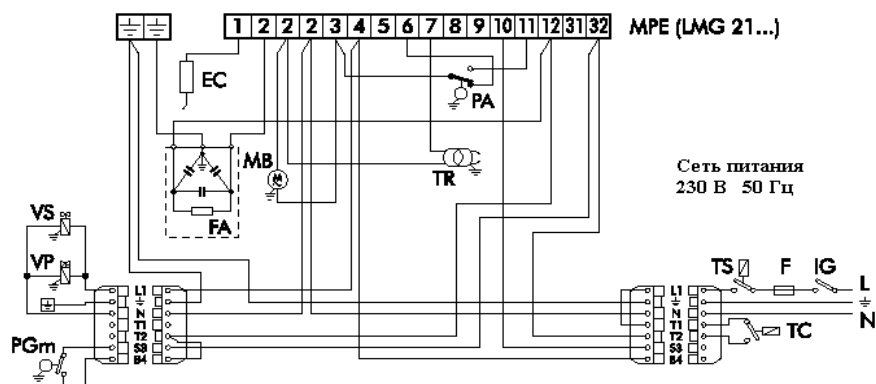 1 2 2 2 3 4 5 6 7 8 9 10 11 12 31 32 MPE (LMG 21...)
EC
PA
MB
TR
FA
Сеть питания
230 В 50 Гц
VS
VP
TS F IG L
N
TC
L1
N
T1
T2
S3
B4
L1
N
T1
T2
S3
B4
PGm